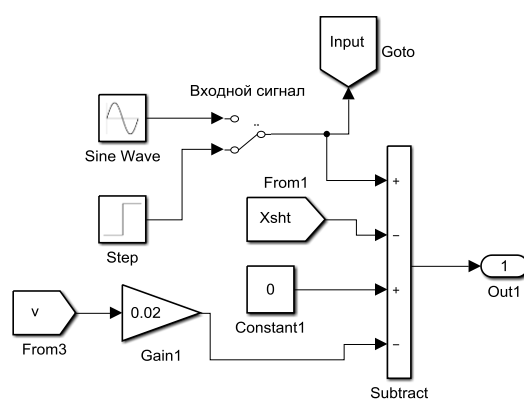 Input
Goto
Входной сигнал
..
Sine Wave
From1
+
Xsht
Step
−
0
+
1
Out1
Constant1
v
0.02
From3
Gain1
−
Subtract